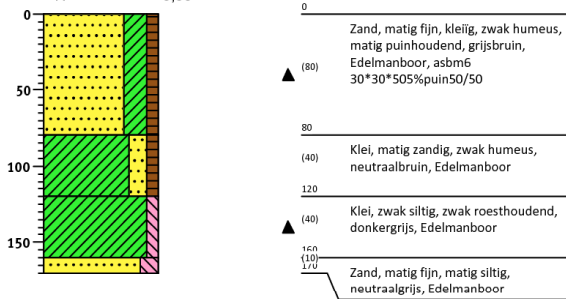 0
50
100
150
0
(80)
Zand, matig fijn, kleiïg, zwak humeus,
matig puinhoudend, grijsbruin,
Edelmanboor, asbm6
30*30*505%puin50/50
80
(40)
Klei, matig zandig, zwak humeus,
neutraalbruin, Edelmanboor
120
(40)
Klei, zwak siltig, zwak roesthoudend,
donkergrijs, Edelmanboor
160
(10)
170
Zand, matig fijn, matig siltig,
neutraalgrijs, Edelmanboor